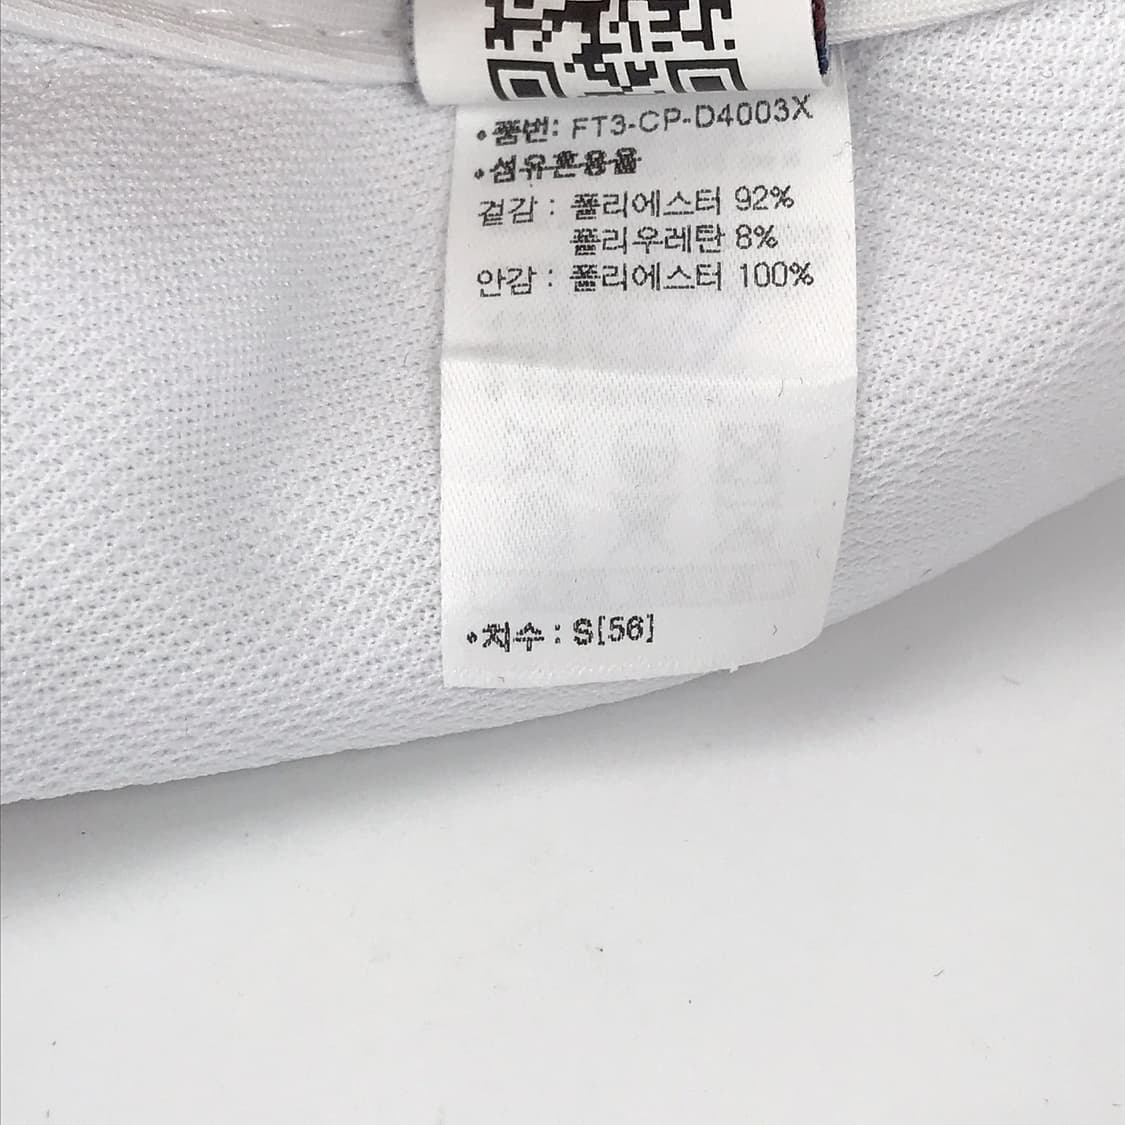 •품번: FT3-CP-D4003X
•섬유혼용율
겉감 : 폴리에스터 92%
폴리우레탄 8%
안감 : 폴리에스터 100%
•치수 : S[56]